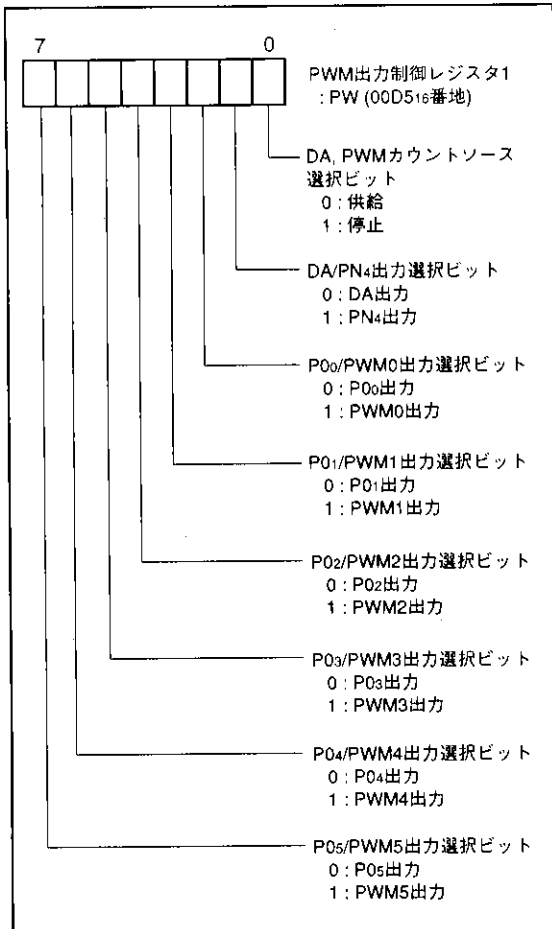 7 0
PWM出力制御レジスタ1
: PW (00D5₁₆番地)
DA, PWMカウントソース
選択ビット
0 : 供給
1 : 停止
DA/PN₄出力選択ビット
0 : DA出力
1 : PN₄出力
P0₀/PWM0出力選択ビット
0 : P0₀出力
1 : PWM0出力
P0₁/PWM1出力選択ビット
0 : P0₁出力
1 : PWM1出力
P0₂/PWM2出力選択ビット
0 : P0₂出力
1 : PWM2出力
P0₃/PWM3出力選択ビット
0 : P0₃出力
1 : PWM3出力
P0₄/PWM4出力選択ビット
0 : P0₄出力
1 : PWM4出力
P0₅/PWM5出力選択ビット
0 : P0₅出力
1 : PWM5出力